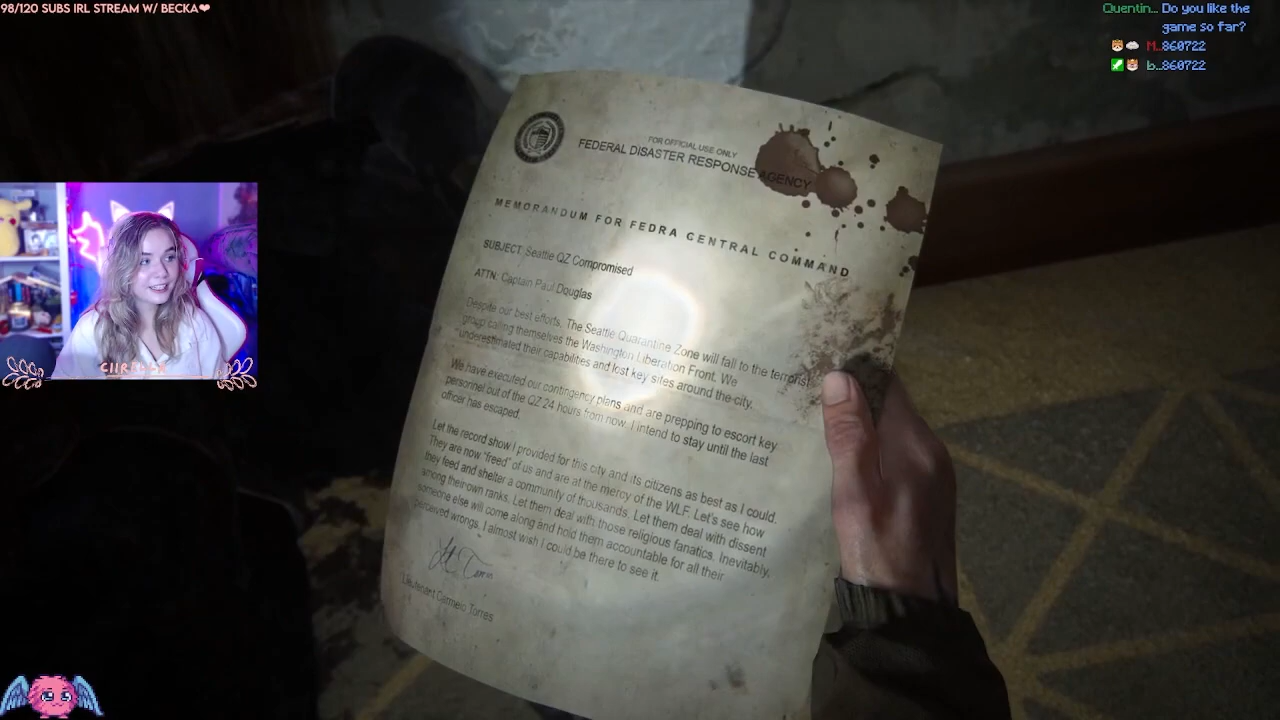 98/120 SUBS IRL STREAM W/ BECKA❤
Quentin... Do you like the
game so far?
M..860722
b..860722
FOR OFFICIAL USE ONLY
FEDERAL DISASTER RESPONSE AGENCY
MEMORANDUM FOR FEDRA CENTRAL COMMAND
SUBJECT: Seattle QZ Compromised
ATTN: Captain Paul Douglas
Despite our best efforts, The Seattle Quarantine Zone will fall to the terrorist
group calling themselves the Washington Liberation Front. We
underestimated their capabilities and lost key sites around the city.
We have executed our contingency plans and are prepping to escort key
personnel out of the QZ 24 hours from now. I intend to stay until the last
officer has escaped.
Let the record show I provided for this city and its citizens as best as I could.
They are now "freed" of us and are at the mercy of the WLF. Let's see how
they feed and shelter a community of thousands. Let them deal with dissent
among their own ranks. Let them deal with those religious fanatics. Inevitably,
someone else will come along and hold them accountable for all their
perceived wrongs. I almost wish I could be there to see it.
Lieutenant Carmelo Torres